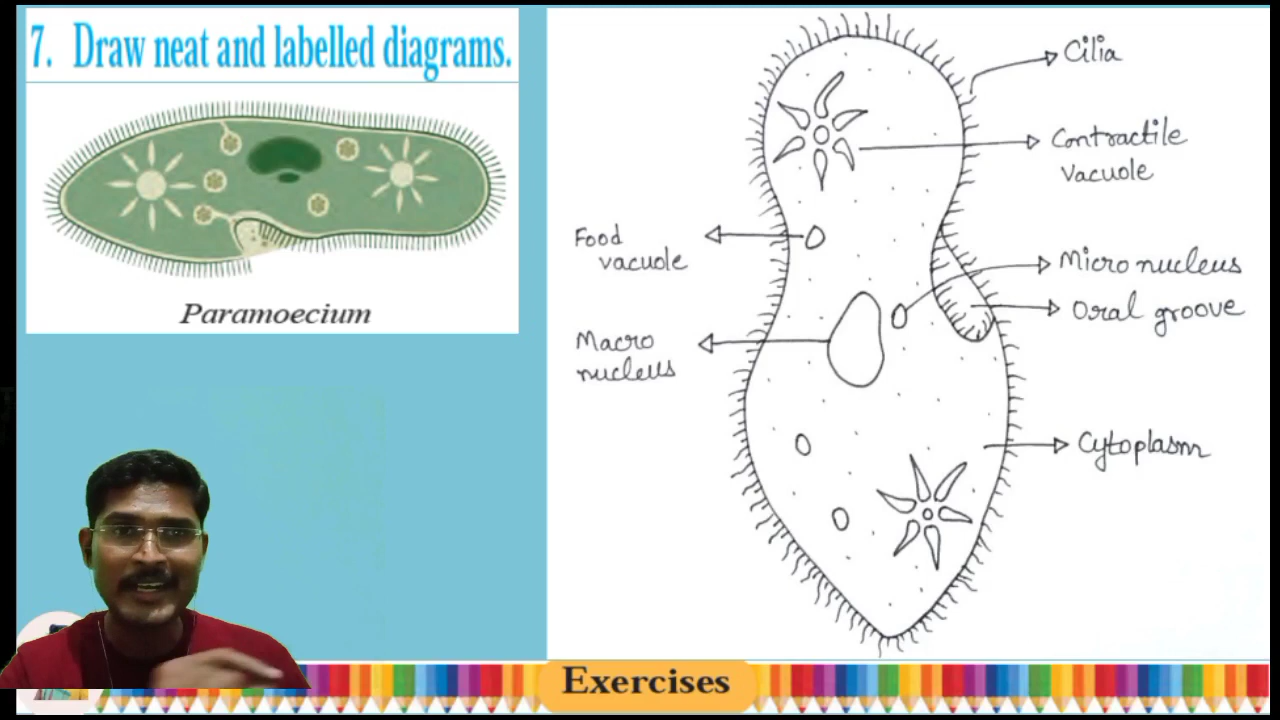 7. Draw neat and labelled diagrams.
Paramoecium
Cilia
Contractile
Vacuole
Food
vacuole
Micro nucleus
Oral groove
Macro
nucleus
Cytoplasm
Exercises